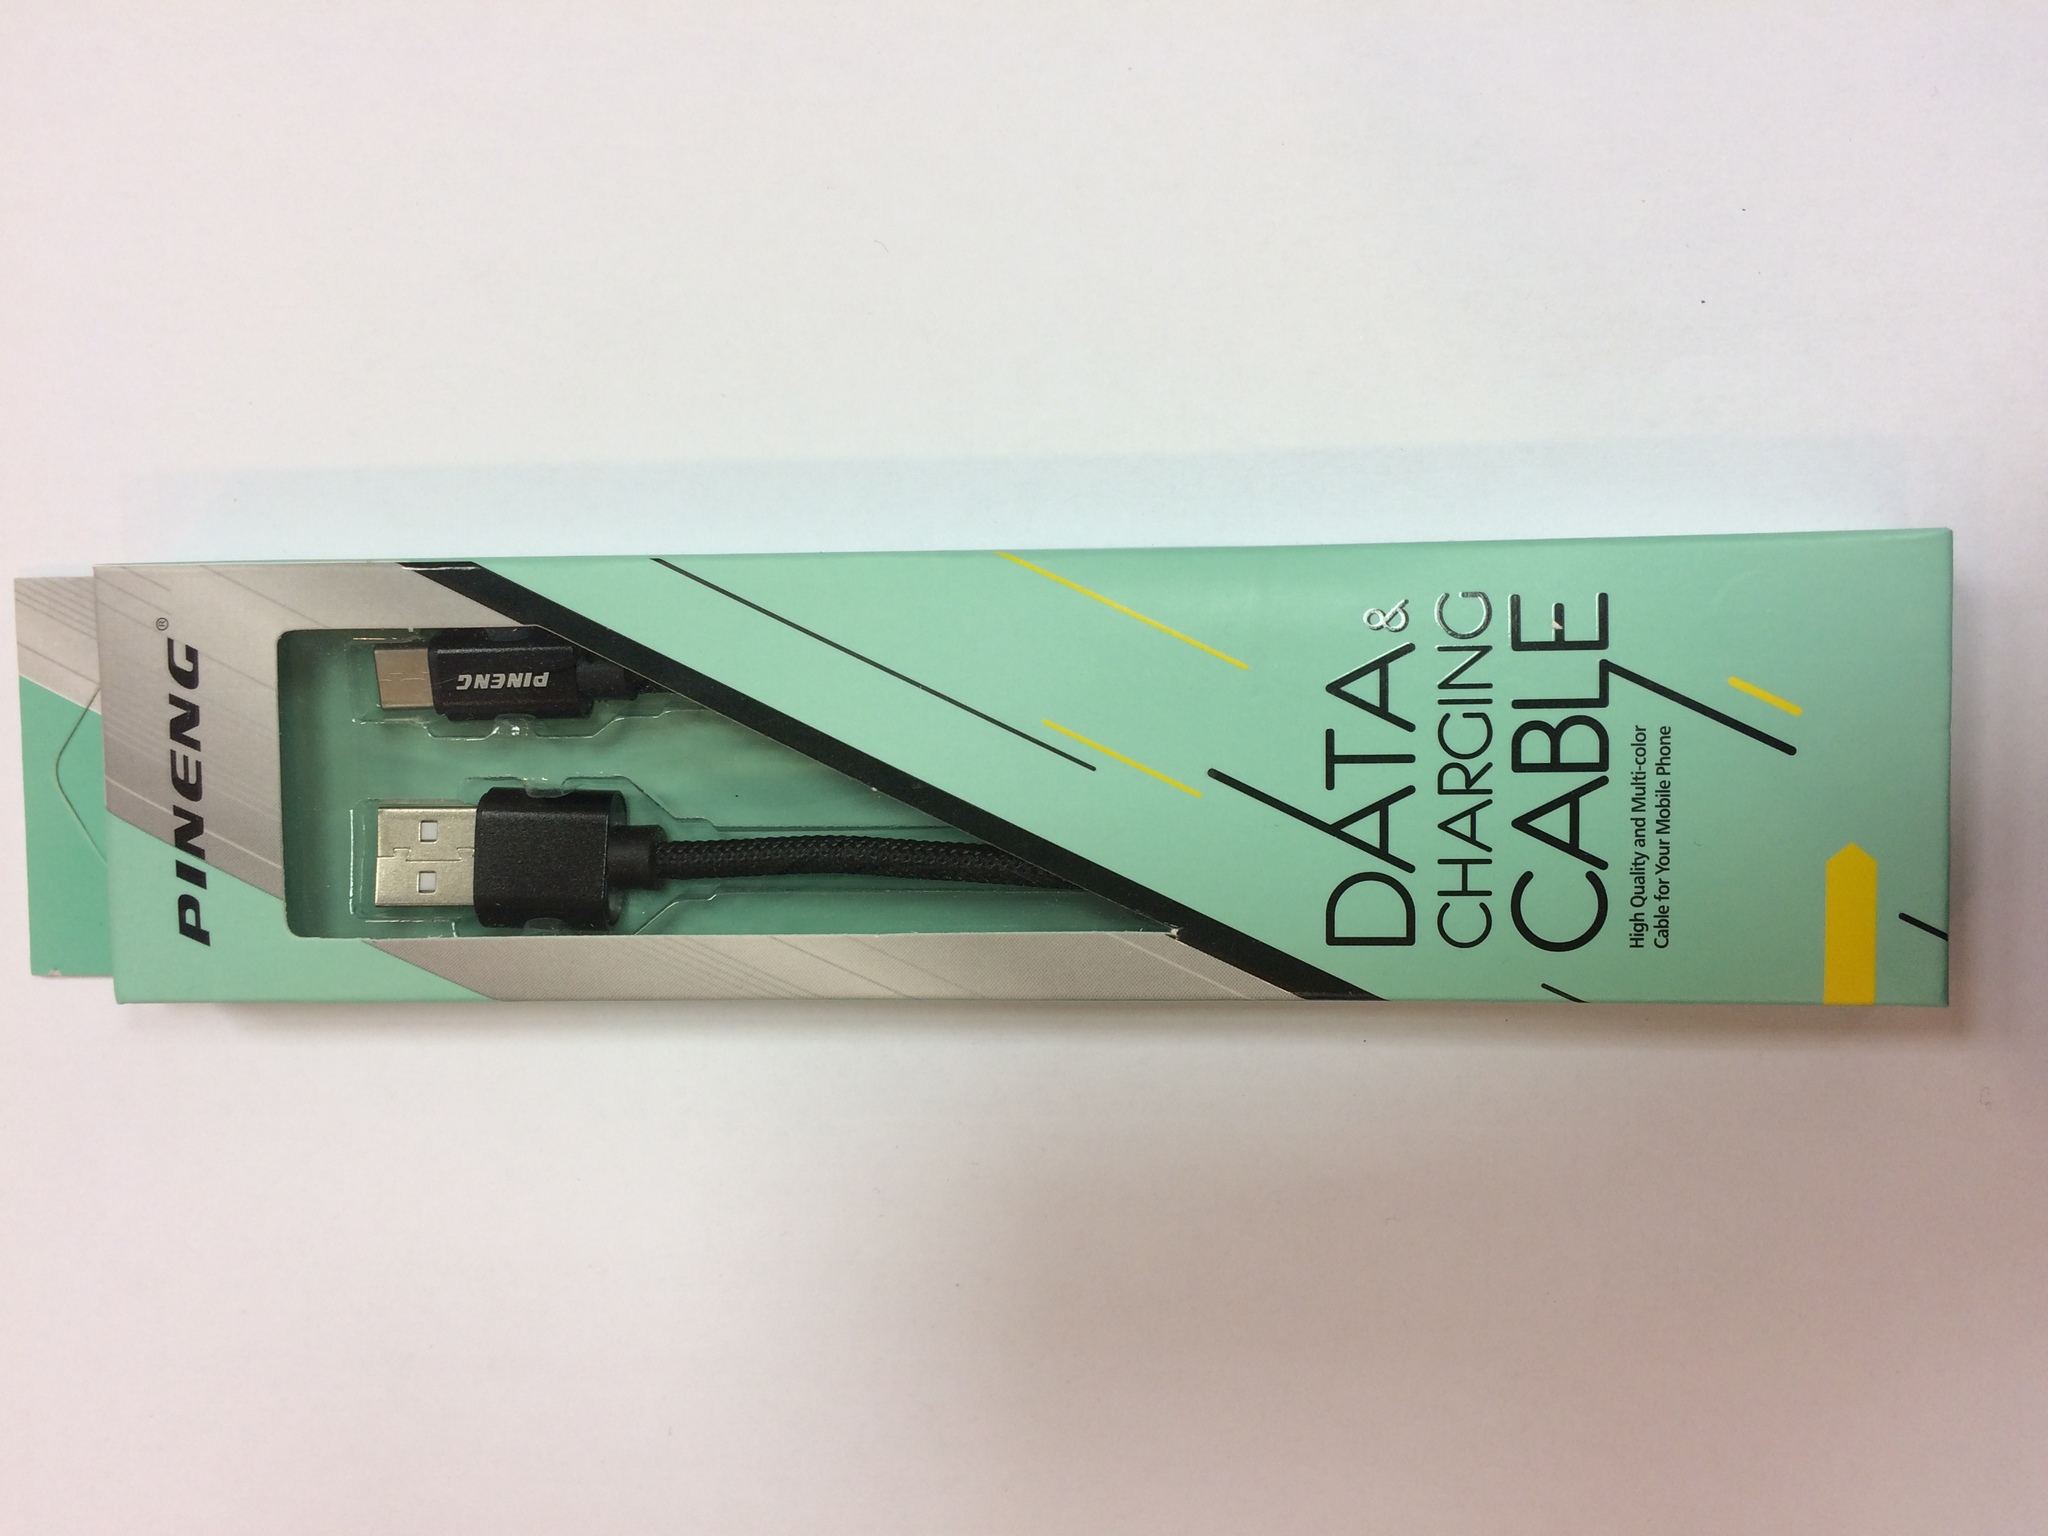 PINENG®
PINENG
DATA &
CHARGING
CABLE
High Quality and Multi-color
Cable for Your Mobile Phone